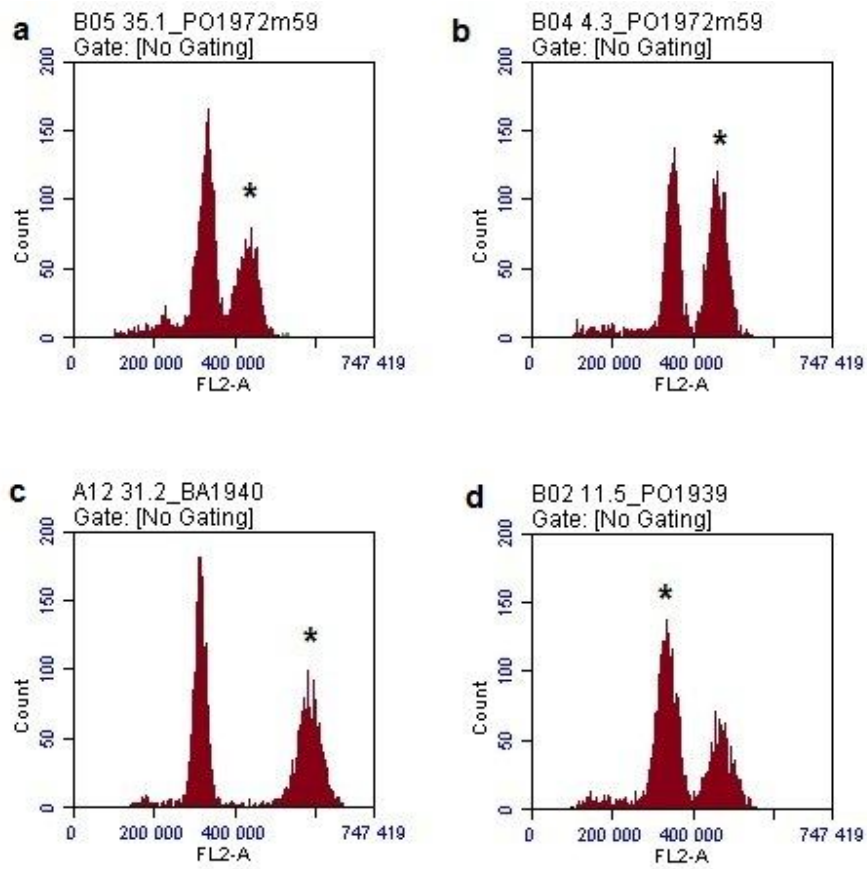 a
B05 35.1_PO1972m59
Gate: [No Gating]
200
150
100
50
0
Count
*
0 200 000 400 000 747 419
FL2-A
b
B04 4.3_PO1972m59
Gate: [No Gating]
200
150
100
50
0
Count
*
0 200 000 400 000 747 419
FL2-A
c
A12 31.2_BA1940
Gate: [No Gating]
200
150
100
50
0
Count
*
0 200 000 400 000 747 419
FL2-A
d
B02 11.5_PO1939
Gate: [No Gating]
200
150
100
50
0
Count
*
0 200 000 400 000 747 419
FL2-A